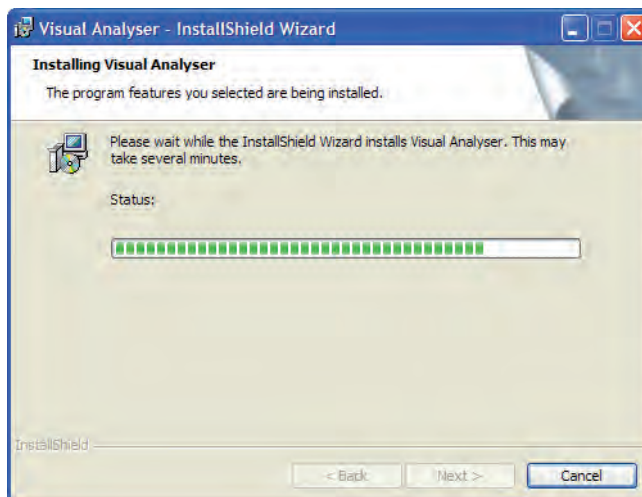 Visual Analyser - InstallShield Wizard
Installing Visual Analyser
The program features you selected are being installed.
Please wait while the InstallShield Wizard installs Visual Analyser. This may
take several minutes.
Status:
InstallShield
< Back
Next >
Cancel